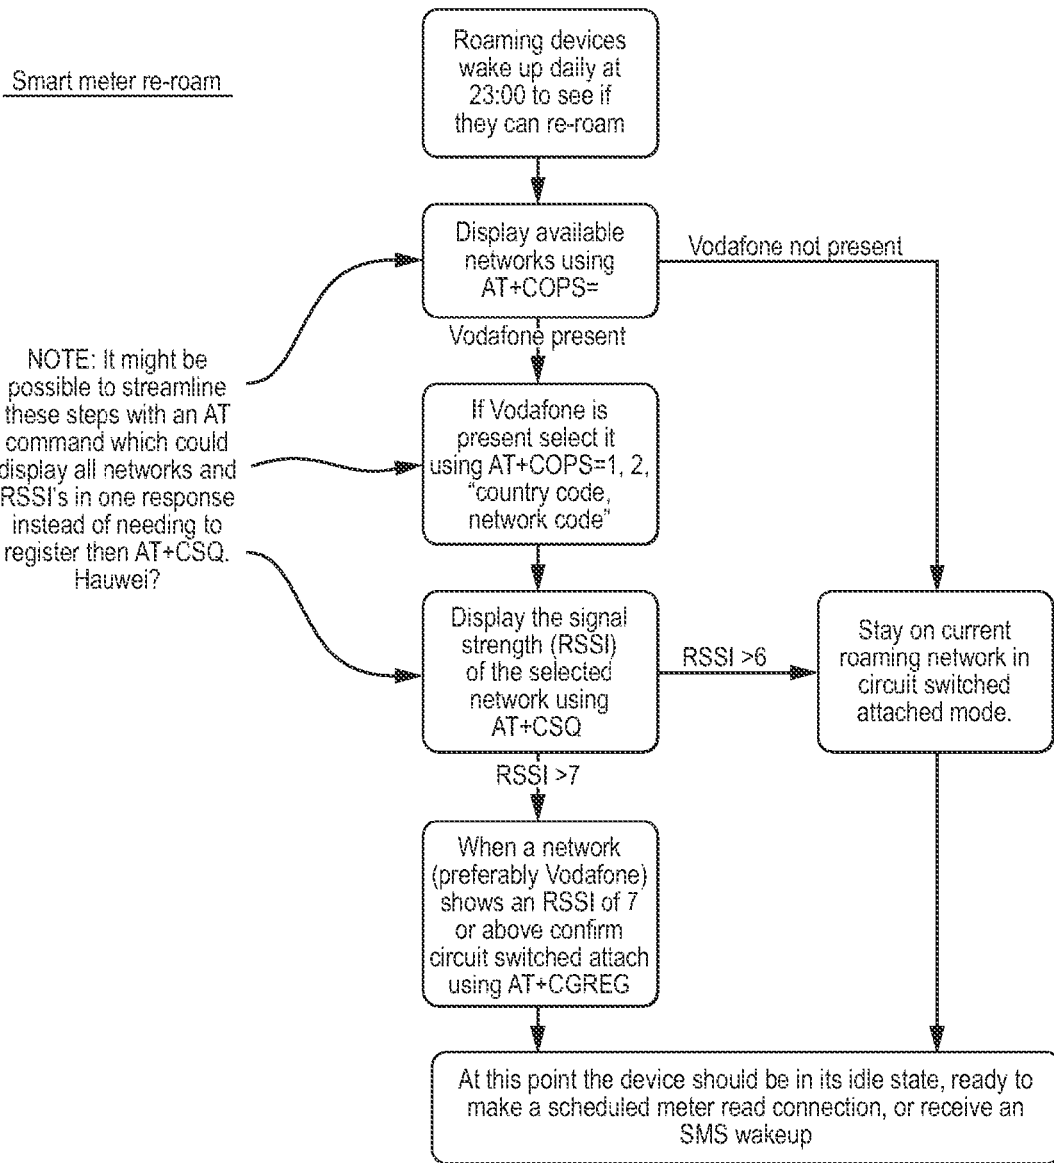 Smart meter re-roam
Roaming devices
wake up daily at
23:00 to see if
they can re-roam
Display available
networks using
AT+COPS=
Vodafone not present
Vodafone present
NOTE: It might be
possible to streamline
these steps with an AT
command which could
display all networks and
RSSI's in one response
instead of needing to
register then AT+CSQ.
Hauwei?
If Vodafone is
present select it
using AT+COPS=1, 2,
“country code,
network code”
Display the signal
strength (RSSI)
of the selected
network using
AT+CSQ
RSSI >6
Stay on current
roaming network in
circuit switched
attached mode.
RSSI >7
When a network
(preferably Vodafone)
shows an RSSI of 7
or above confirm
circuit switched attach
using AT+CGREG
At this point the device should be in its idle state, ready to
make a scheduled meter read connection, or receive an
SMS wakeup